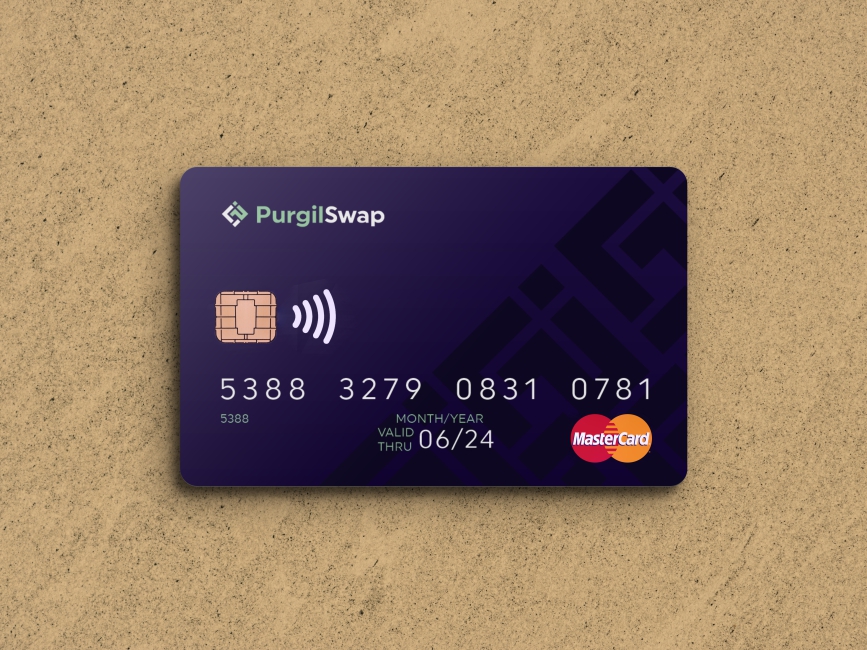 PurgilSwap
5388 3279 0831 0781
5388
MONTH/YEAR
VALID THRU 06/24
MasterCard